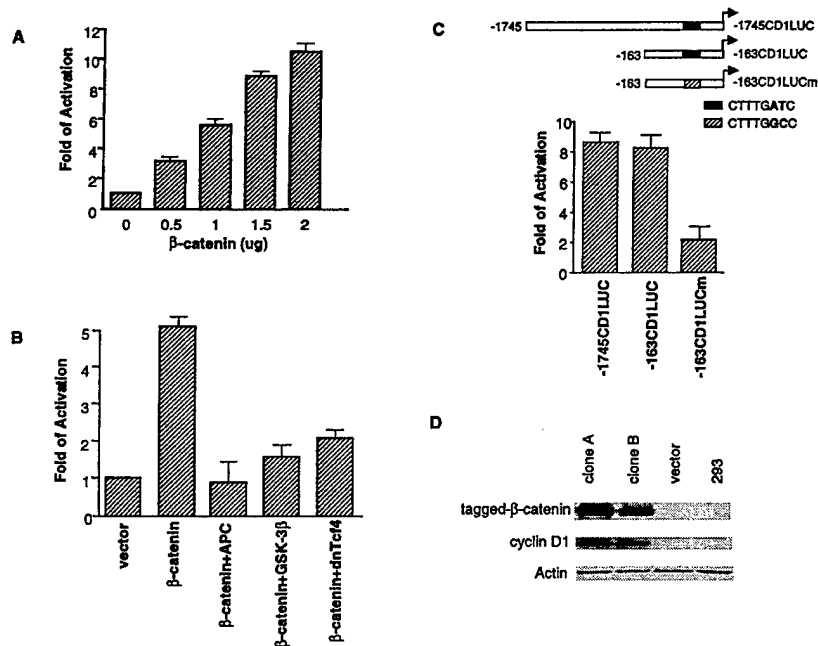 A
Fold of Activation
12
10
8
6
4
2
0
0 0.5 1 1.5 2
β-catenin (ug)
B
Fold of Activation
5
4
3
2
1
0
vector
β-catenin
β-catenin+APC
β-catenin+GSK-3β
β-catenin+dnTcf4
C
-1745 -1745CD1LUC
-163 -163CD1LUC
-163 -163CD1LUCm
CTTTGATC
CTTTGGCC
Fold of Activation
10
8
6
4
2
0
-1745CD1LUC
-163CD1LUC
-163CD1LUCm
D
clone A
clone B
vector
293
tagged-β-catenin
cyclin D1
Actin